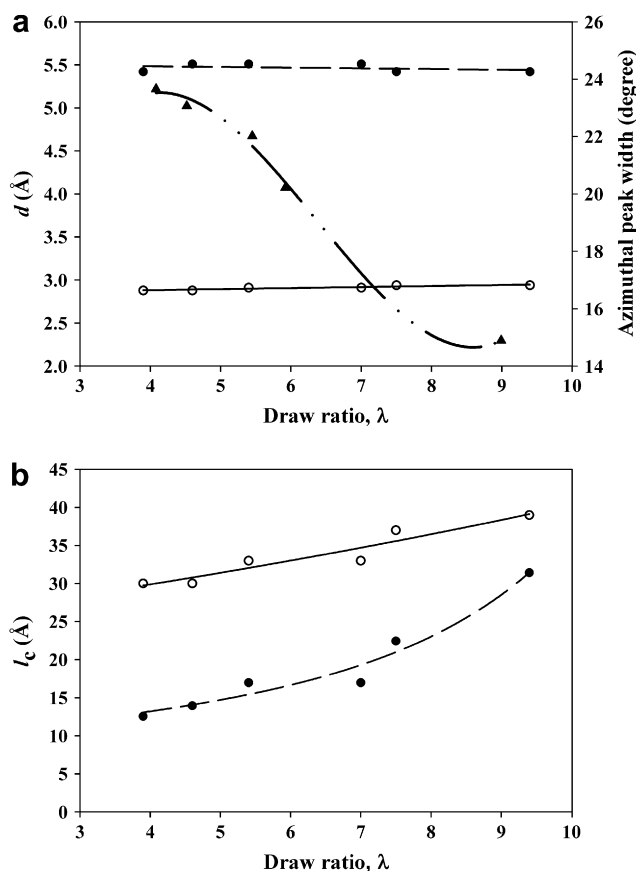 a
6.0
5.5
5.0
4.5
4.0
3.5
3.0
2.5
2.0
d (Å)
26
24
22
20
18
16
14
Azimuthal peak width (degree)
3 4 5 6 7 8 9 10
Draw ratio, λ
b
45
40
35
30
25
20
15
10
5
0
lc (Å)
3 4 5 6 7 8 9 10
Draw ratio, λ